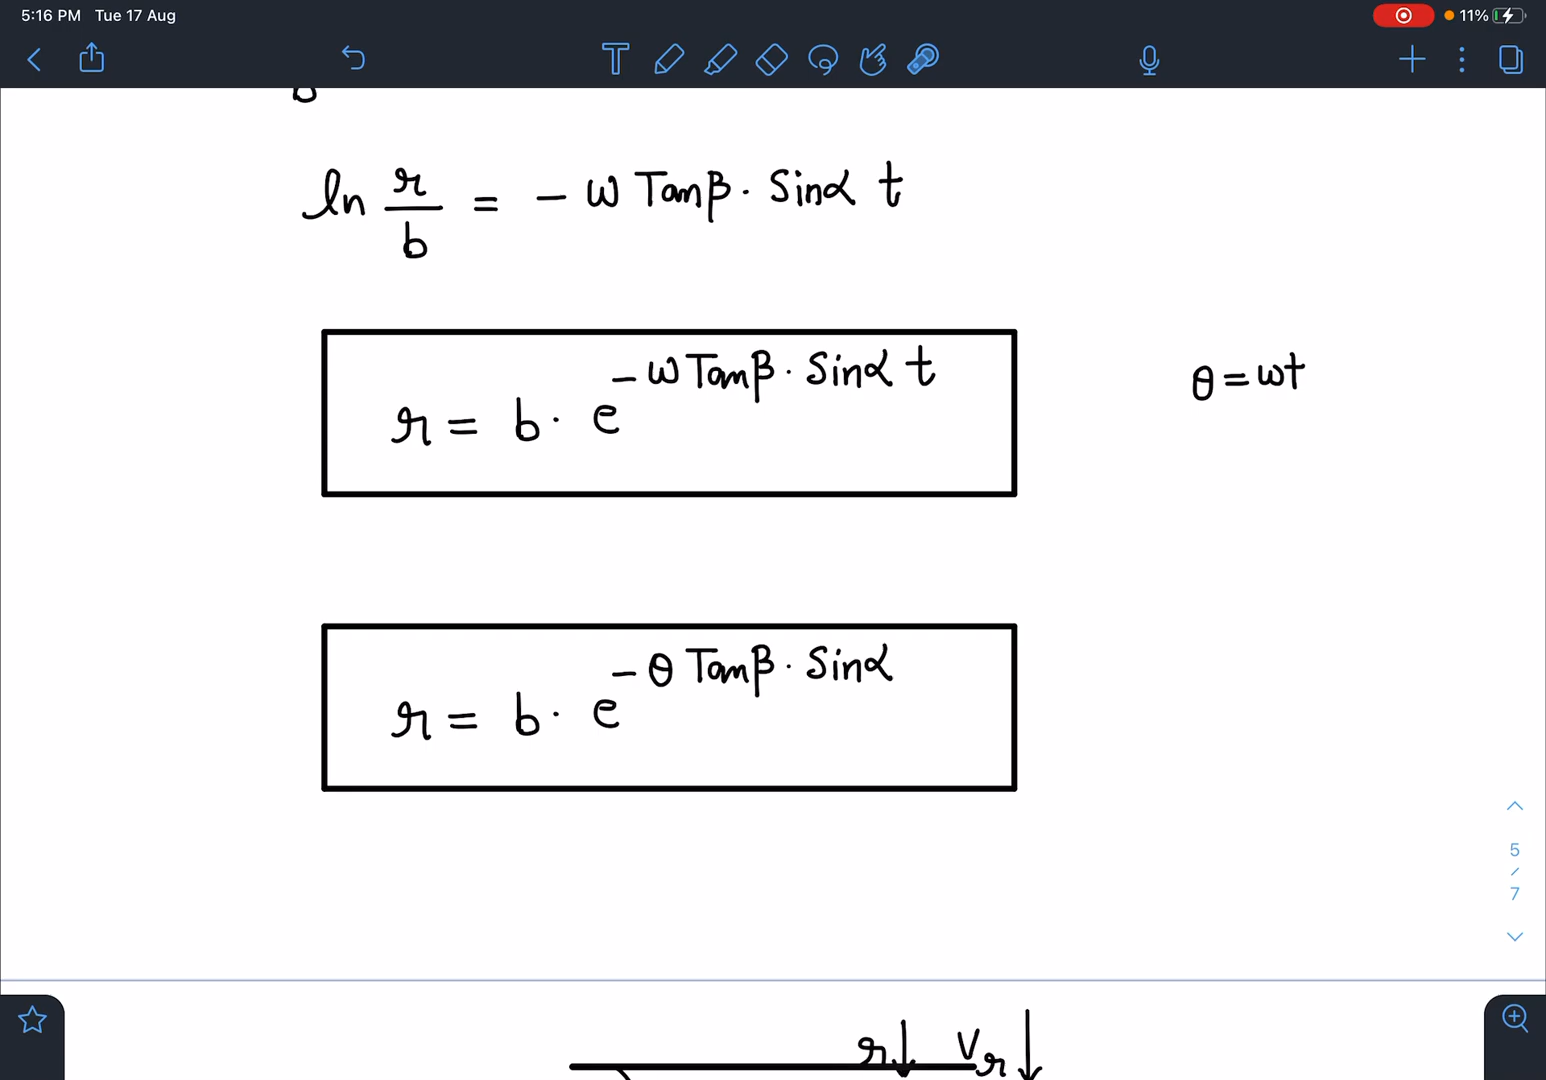 5:16 PM Tue 17 Aug
11%
T
b
ln r/b = - ω Tanβ · Sinα t
r = b · e^(- ω Tanβ · Sinα t)
θ = ωt
r = b · e^(- θ Tanβ · Sinα)
5
/
7
r↓ Vr↓